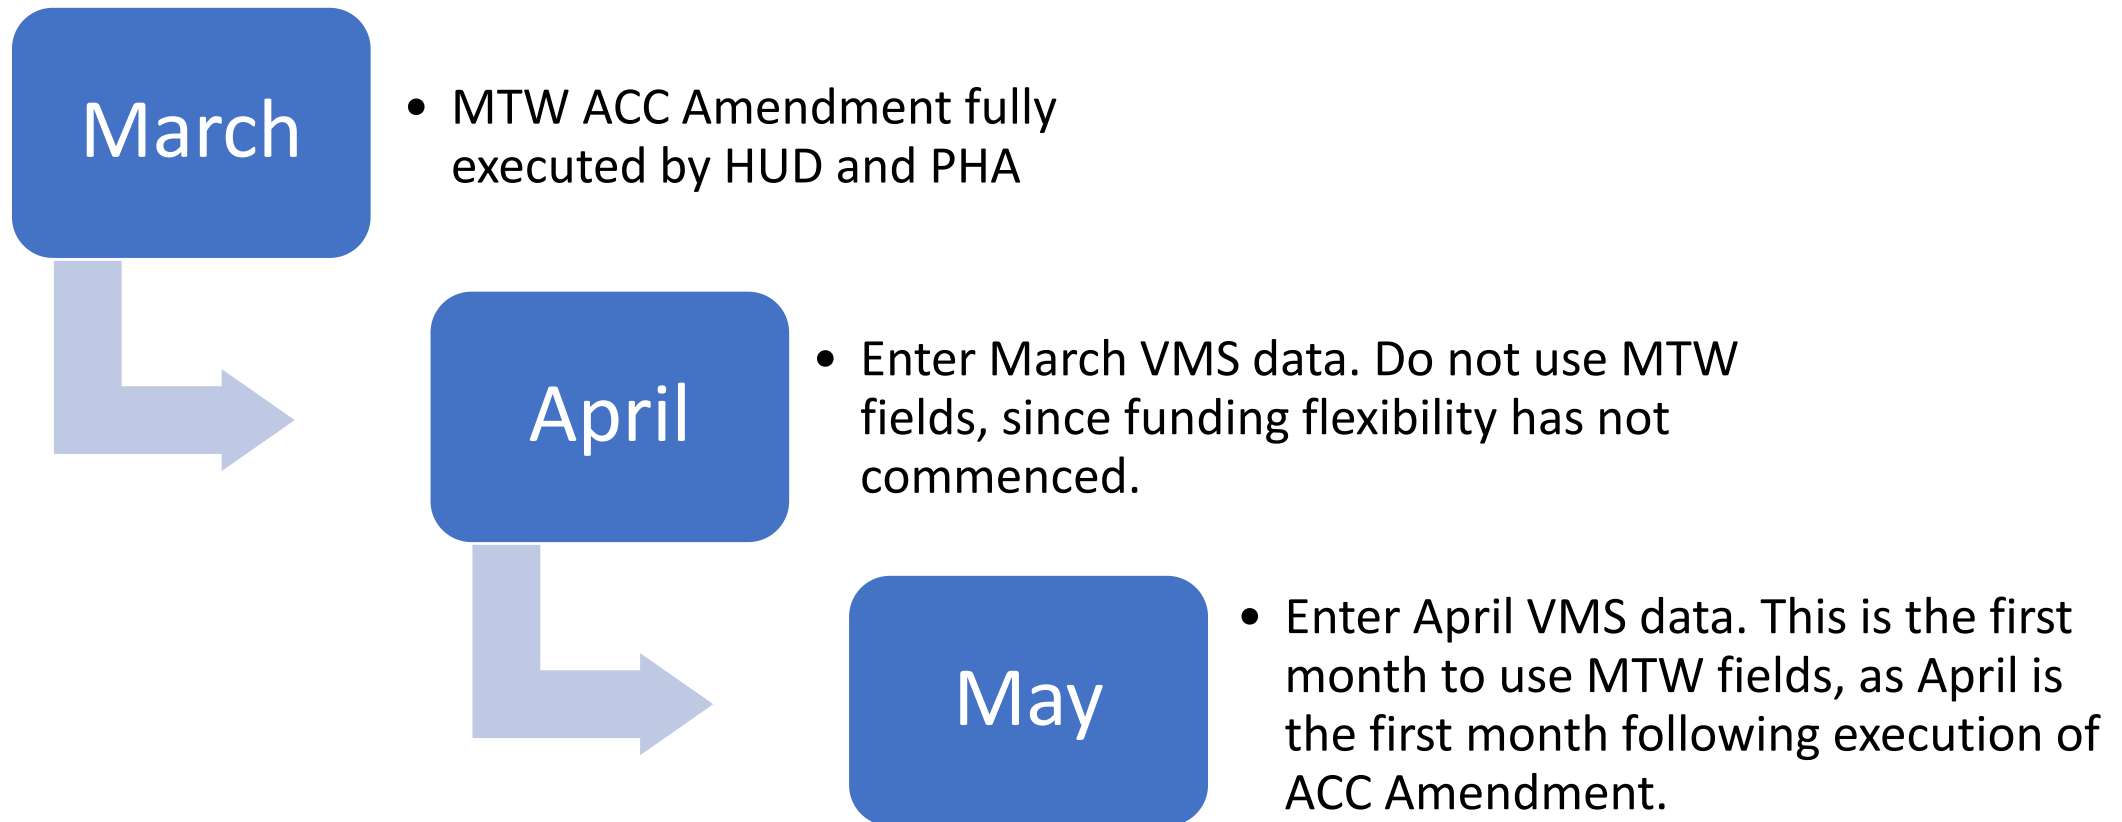 March
• MTW ACC Amendment fully
executed by HUD and PHA
April
• Enter March VMS data. Do not use MTW
fields, since funding flexibility has not
commenced.
May
• Enter April VMS data. This is the first
month to use MTW fields, as April is
the first month following execution of
ACC Amendment.